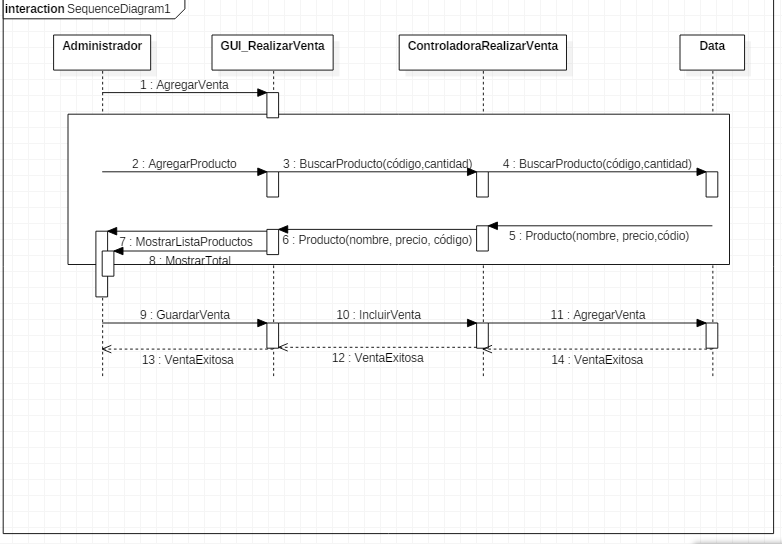 interaction SequenceDiagram1
Administrador
GUI_RealizarVenta
ControladoraRealizarVenta
Data
1 : AgregarVenta
2 : AgregarProducto
3 : BuscarProducto(código,cantidad)
4 : BuscarProducto(código,cantidad)
5 : Producto(nombre, precio,códio)
6 : Producto(nombre, precio, código)
7 : MostrarListaProductos
8 : MostrarTotal
9 : GuardarVenta
10 : IncluirVenta
11 : AgregarVenta
13 : VentaExitosa
12 : VentaExitosa
14 : VentaExitosa